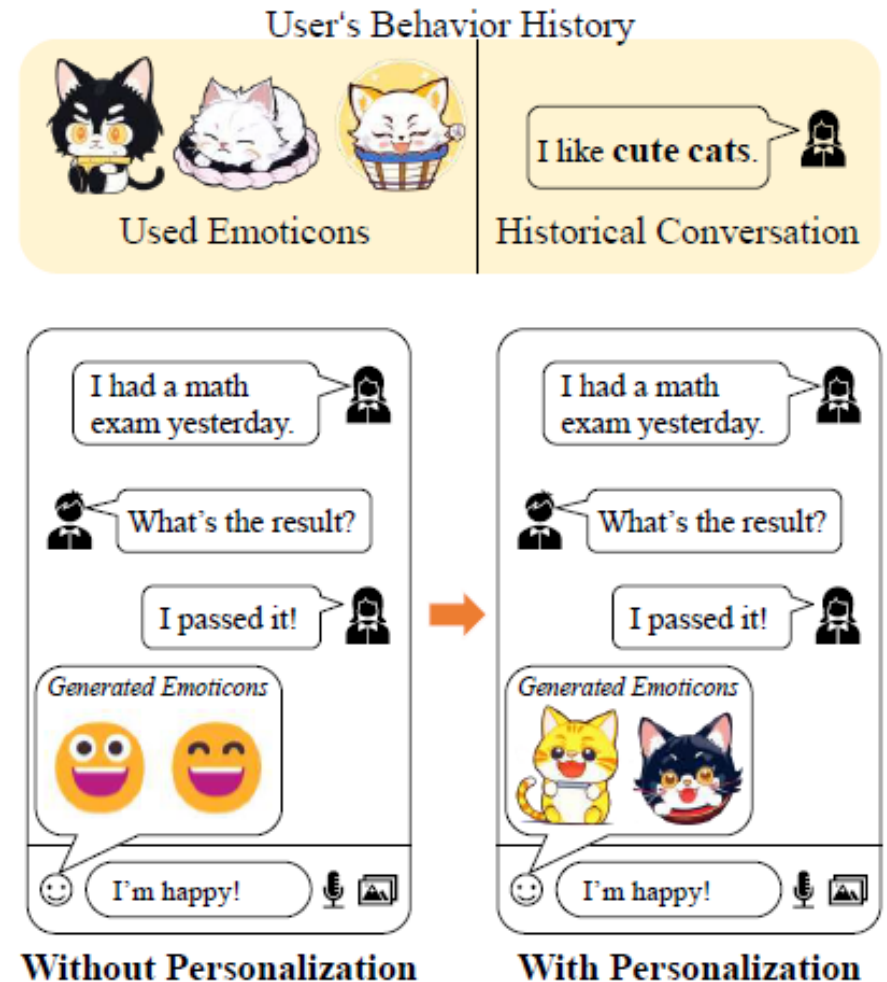 User's Behavior History
I like cute cats.
Used Emoticons
Historical Conversation
I had a math
exam yesterday.
What's the result?
I passed it!
Generated Emoticons
I'm happy!
Without Personalization
I had a math
exam yesterday.
What's the result?
I passed it!
Generated Emoticons
I'm happy!
With Personalization